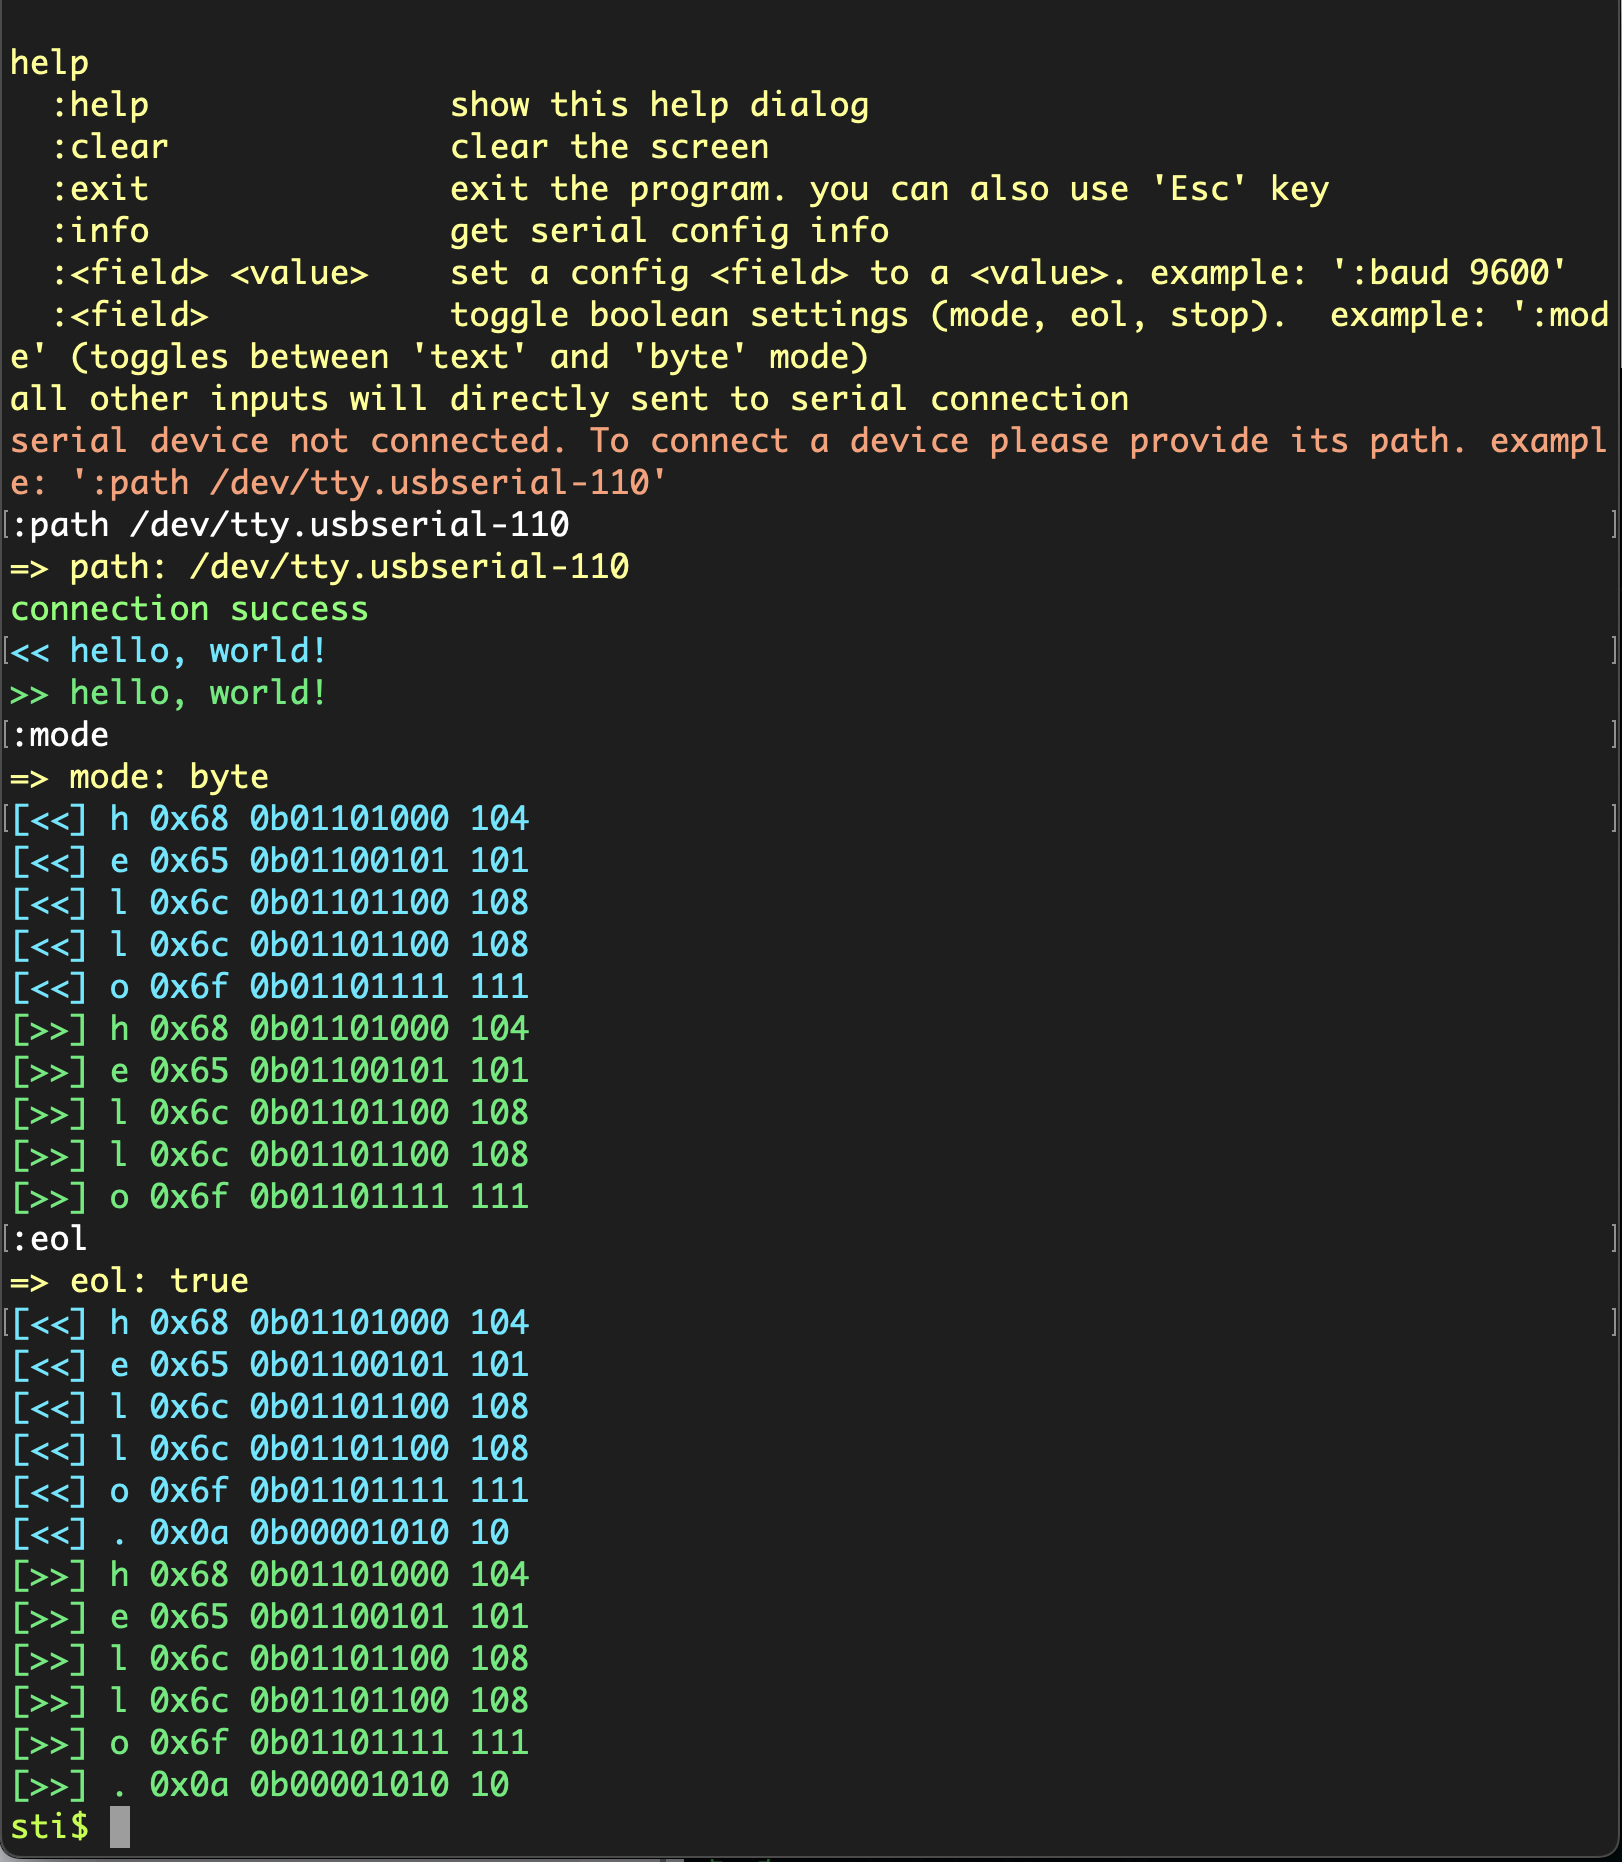 help
  :help               show this help dialog
  :clear              clear the screen
  :exit               exit the program. you can also use 'Esc' key
  :info               get serial config info
  :<field> <value>    set a config <field> to a <value>. example: ':baud 9600'
  :<field>            toggle boolean settings (mode, eol, stop).  example: ':mod
e' (toggles between 'text' and 'byte' mode)
all other inputs will directly sent to serial connection
serial device not connected. To connect a device please provide its path. exampl
e: ':path /dev/tty.usbserial-110'
:path /dev/tty.usbserial-110
=> path: /dev/tty.usbserial-110
connection success
<< hello, world!
>> hello, world!
:mode
=> mode: byte
[<<] h 0x68 0b01101000 104
[<<] e 0x65 0b01100101 101
[<<] l 0x6c 0b01101100 108
[<<] l 0x6c 0b01101100 108
[<<] o 0x6f 0b01101111 111
[>>] h 0x68 0b01101000 104
[>>] e 0x65 0b01100101 101
[>>] l 0x6c 0b01101100 108
[>>] l 0x6c 0b01101100 108
[>>] o 0x6f 0b01101111 111
:eol
=> eol: true
[<<] h 0x68 0b01101000 104
[<<] e 0x65 0b01100101 101
[<<] l 0x6c 0b01101100 108
[<<] l 0x6c 0b01101100 108
[<<] o 0x6f 0b01101111 111
[<<] . 0x0a 0b00001010 10
[>>] h 0x68 0b01101000 104
[>>] e 0x65 0b01100101 101
[>>] l 0x6c 0b01101100 108
[>>] l 0x6c 0b01101100 108
[>>] o 0x6f 0b01101111 111
[>>] . 0x0a 0b00001010 10
sti$